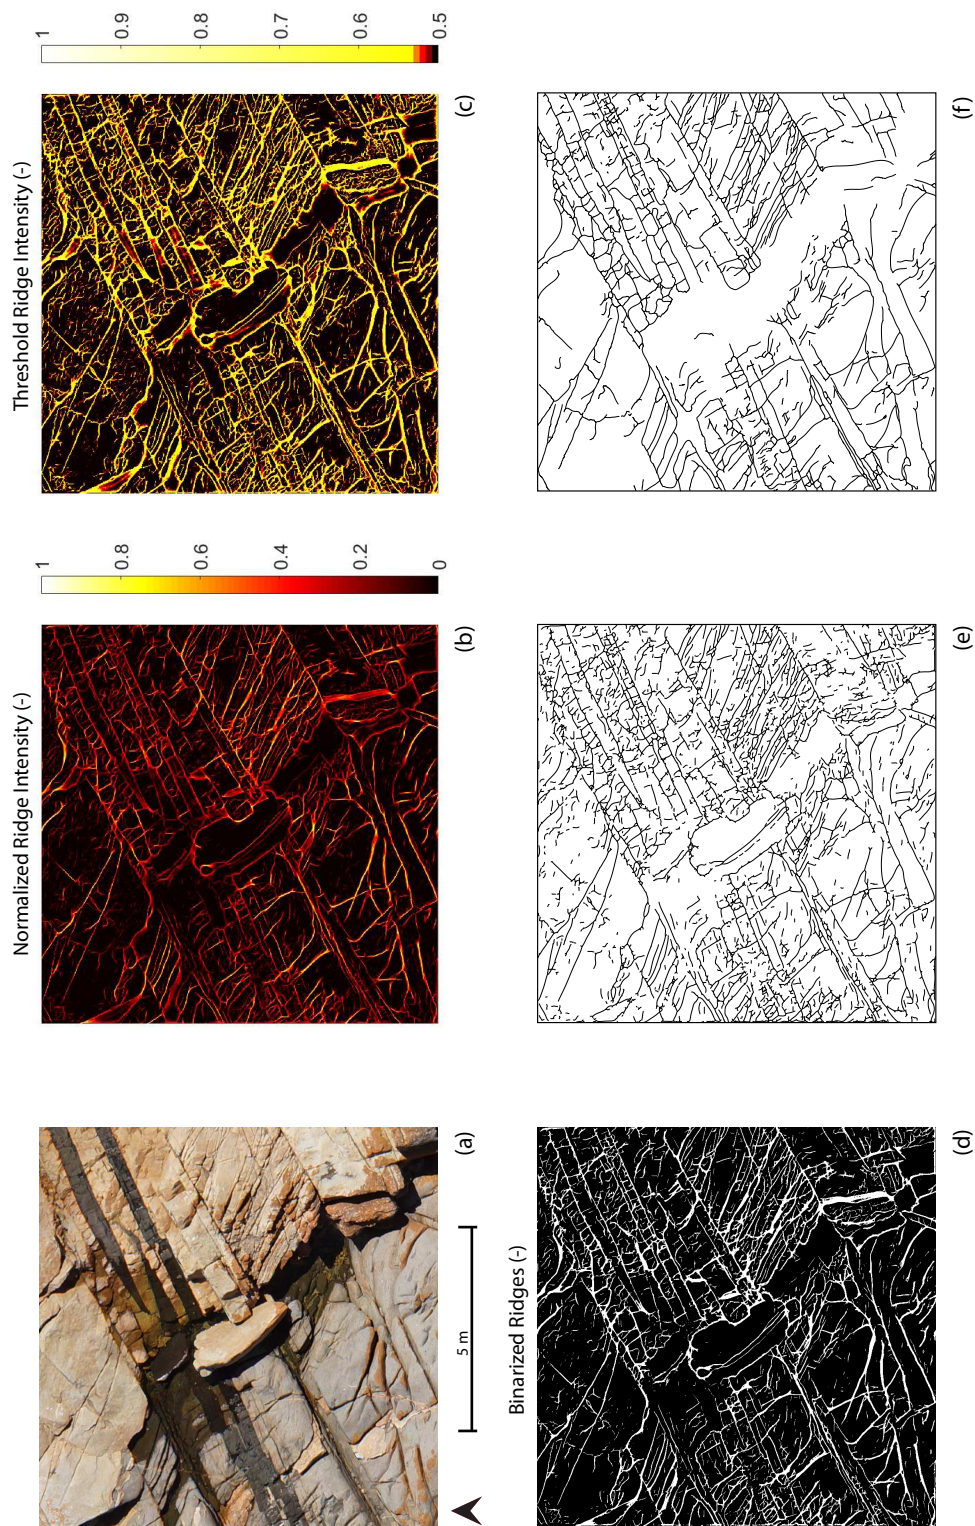 (a)
5 m
Normalized Ridge Intensity (-)
1
0.8
0.6
0.4
0.2
0
(b)
Threshold Ridge Intensity (-)
1
0.9
0.8
0.7
0.6
0.5
(c)
Binarized Ridges (-)
(d)
(e)
(f)